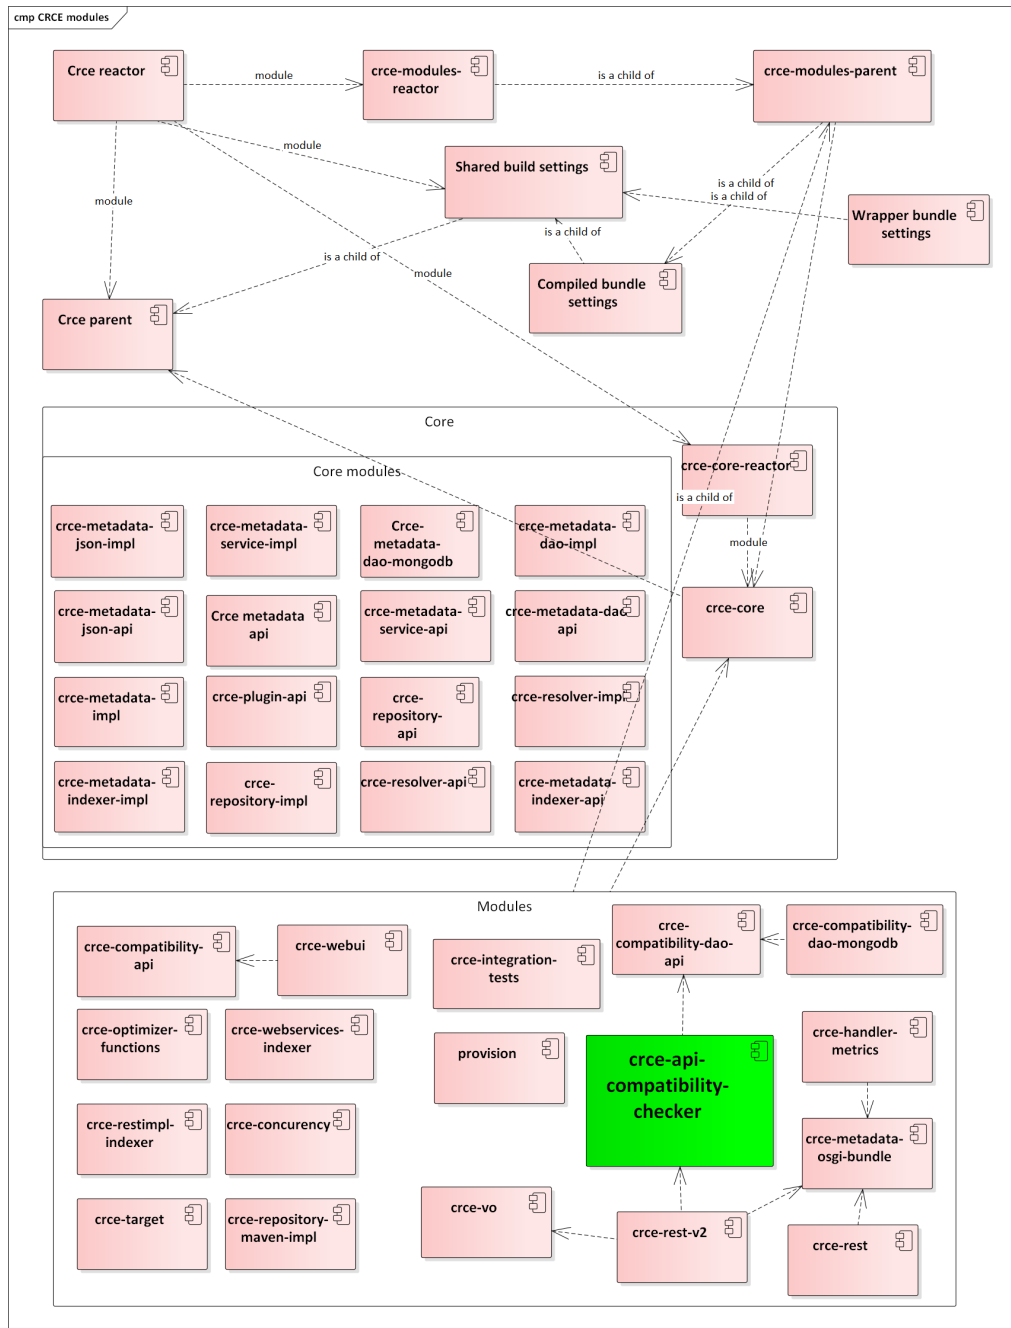 cmp CRCE modules
Crce reactor
module
crce-modules-
reactor
is a child of
crce-modules-parent
module
Shared build settings
module
is a child of
is a child of
Wrapper bundle
settings
is a child of
is a child of
module
Compiled bundle
settings
Crce parent
Core
crce-core-reactor
Core modules
is a child of
module
crce-metadata-
json-impl
crce-metadata-
service-impl
Crce-
metadata-
dao-mongodb
crce-metadata-
dao-impl
crce-core
crce-metadata-
json-api
Crce metadata
api
crce-metadata-
service-api
crce-metadata-dao
api
crce-metadata-
impl
crce-plugin-api
crce-
repository-
api
crce-resolver-impl
crce-metadata-
indexer-impl
crce-
repository-impl
crce-resolver-api
crce-metadata-
indexer-api
Modules
crce-compatibility-
api
crce-webui
crce-integration-
tests
crce-
compatibility-dao-
api
crce-compatibility-
dao-mongodb
crce-optimizer-
functions
crce-webservices-
indexer
provision
crce-api-
compatibility-
checker
crce-handler-
metrics
crce-restimpl-
indexer
crce-concurency
crce-metadata-
osgi-bundle
crce-target
crce-repository-
maven-impl
crce-vo
crce-rest-v2
crce-rest